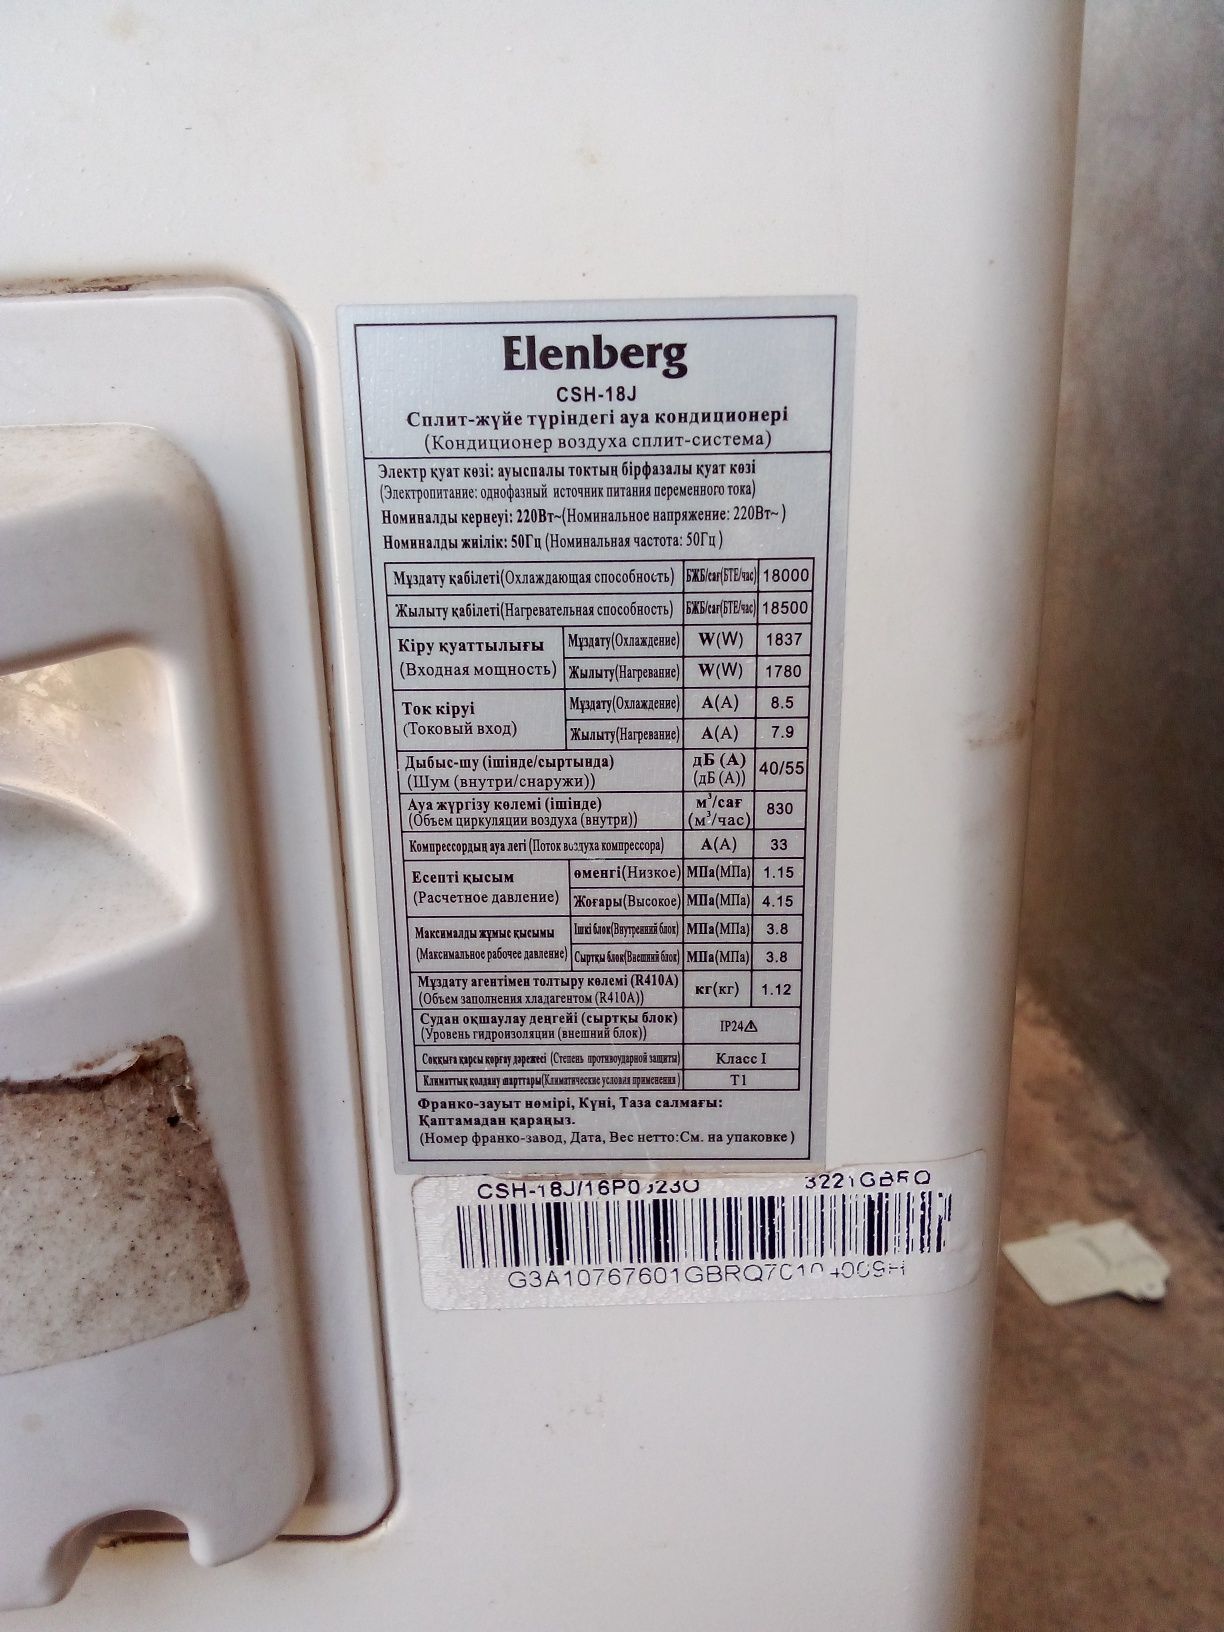 Elenberg
CSH-18J
Сплит-жүйе түріндегі ауа кондиционері
(Кондиционер воздуха сплит-система)
Электр қуат көзі: ауыспалы токтың бірфазалы қуат көзі
(Электропитание: однофазный источник питания переменного тока)
Номиналды кернеуі: 220Вт~(Номинальное напряжение: 220Вт~)
Номиналды жиілік: 50Гц (Номинальная частота: 50Гц)
Мұздату қабілеті(Охлаждающая способность) БЖБ/сағ(БТЕ/час) 18000
Жылыту қабілеті(Нагревательная способность) БЖБ/сағ(БТЕ/час) 18500
Кіру қуаттылығы (Входная мощность) Мұздату(Охлаждение) W(W) 1837
Жылыту(Нагревание) W(W) 1780
Ток кіруі (Токовый вход) Мұздату(Охлаждение) А(А) 8.5
Жылыту(Нагревание) А(А) 7.9
Дыбыс-шу (ішінде/сыртында) (Шум (внутри/снаружи)) дБ (А) (дБ (А)) 40/55
Ауа жүргізу көлемі (ішінде) (Объем циркуляции воздуха (внутри)) м³/сағ (м³/час) 830
Компрессордың ауа легі (Поток воздуха компрессора) А(А) 33
Есепті қысым (Расчетное давление) өменгі(Низкое) МПа(МПа) 1.15
Жоғары(Высокое) МПа(МПа) 4.15
Максималды жұмыс қысымы (Максимальное рабочее давление) Ішкі блок(Внутренний блок) МПа(МПа) 3.8
Сыртқы блок(Внешний блок) МПа(МПа) 3.8
Мұздату агентімен толтыру көлемі (R410A) (Объем заполнения хладагентом (R410A)) кг(кг) 1.12
Судан оқшаулау деңгейі (сыртқы блок) (Уровень гидроизоляции (внешний блок)) IP24
Соққыға қарсы қорғау дәрежесі (Степень противоударной защиты) Класс I
Климаттық қолдану шарттары(Климатические условия применения) Т1
Франко-зауыт нөмірі, Күні, Таза салмағы:
Қаптамадан қараңыз.
(Номер франко-завод, Дата, Вес нетто:См. на упаковке)
3221GBRQ